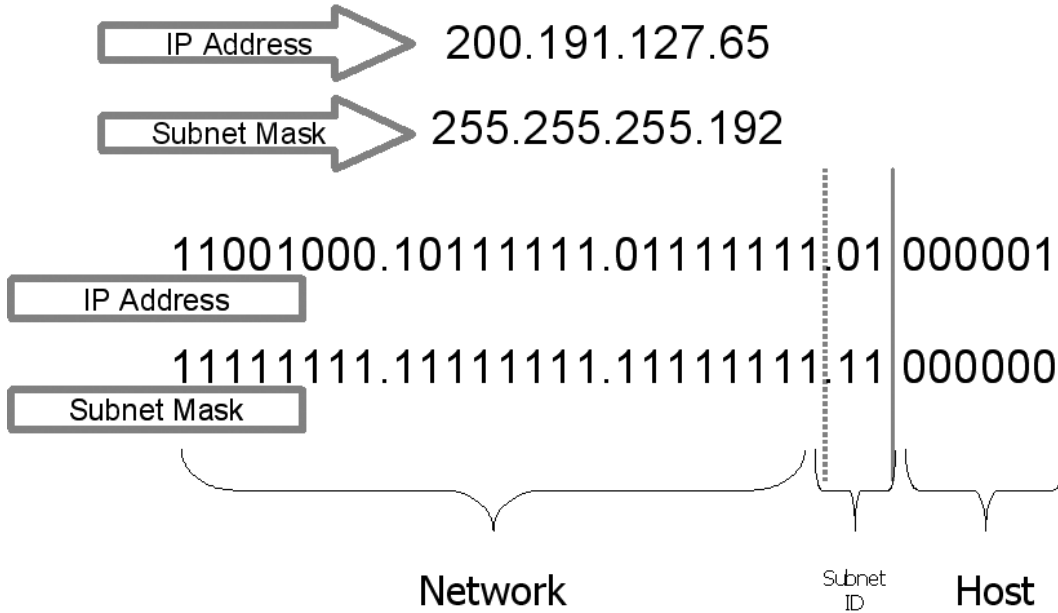 IP Address 200.191.127.65
Subnet Mask 255.255.255.192
11001000.10111111.01111111.01 000001
IP Address
11111111.11111111.11111111.11 000000
Subnet Mask
Network Subnet ID Host